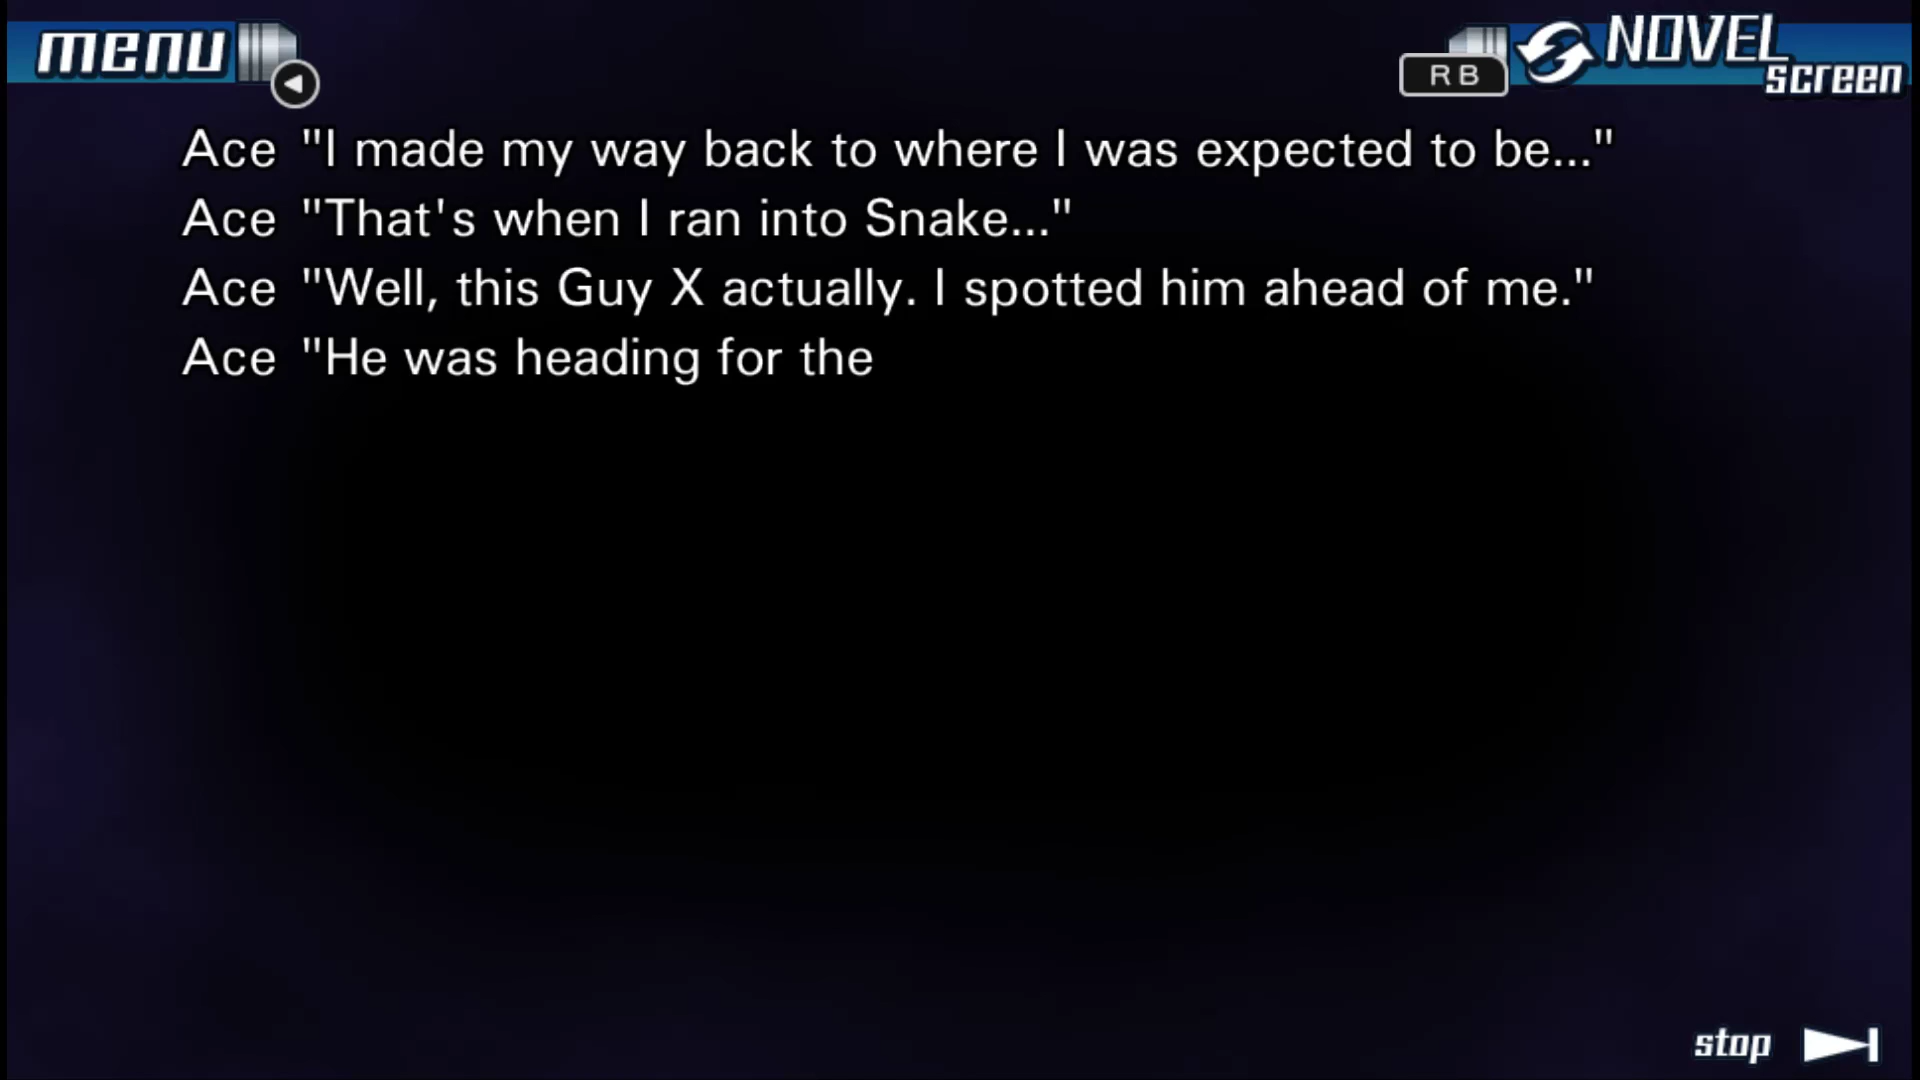 menu
RB
NOVEL
screen
Ace "I made my way back to where I was expected to be..."
Ace "That's when I ran into Snake..."
Ace "Well, this Guy X actually. I spotted him ahead of me."
Ace "He was heading for the
stop